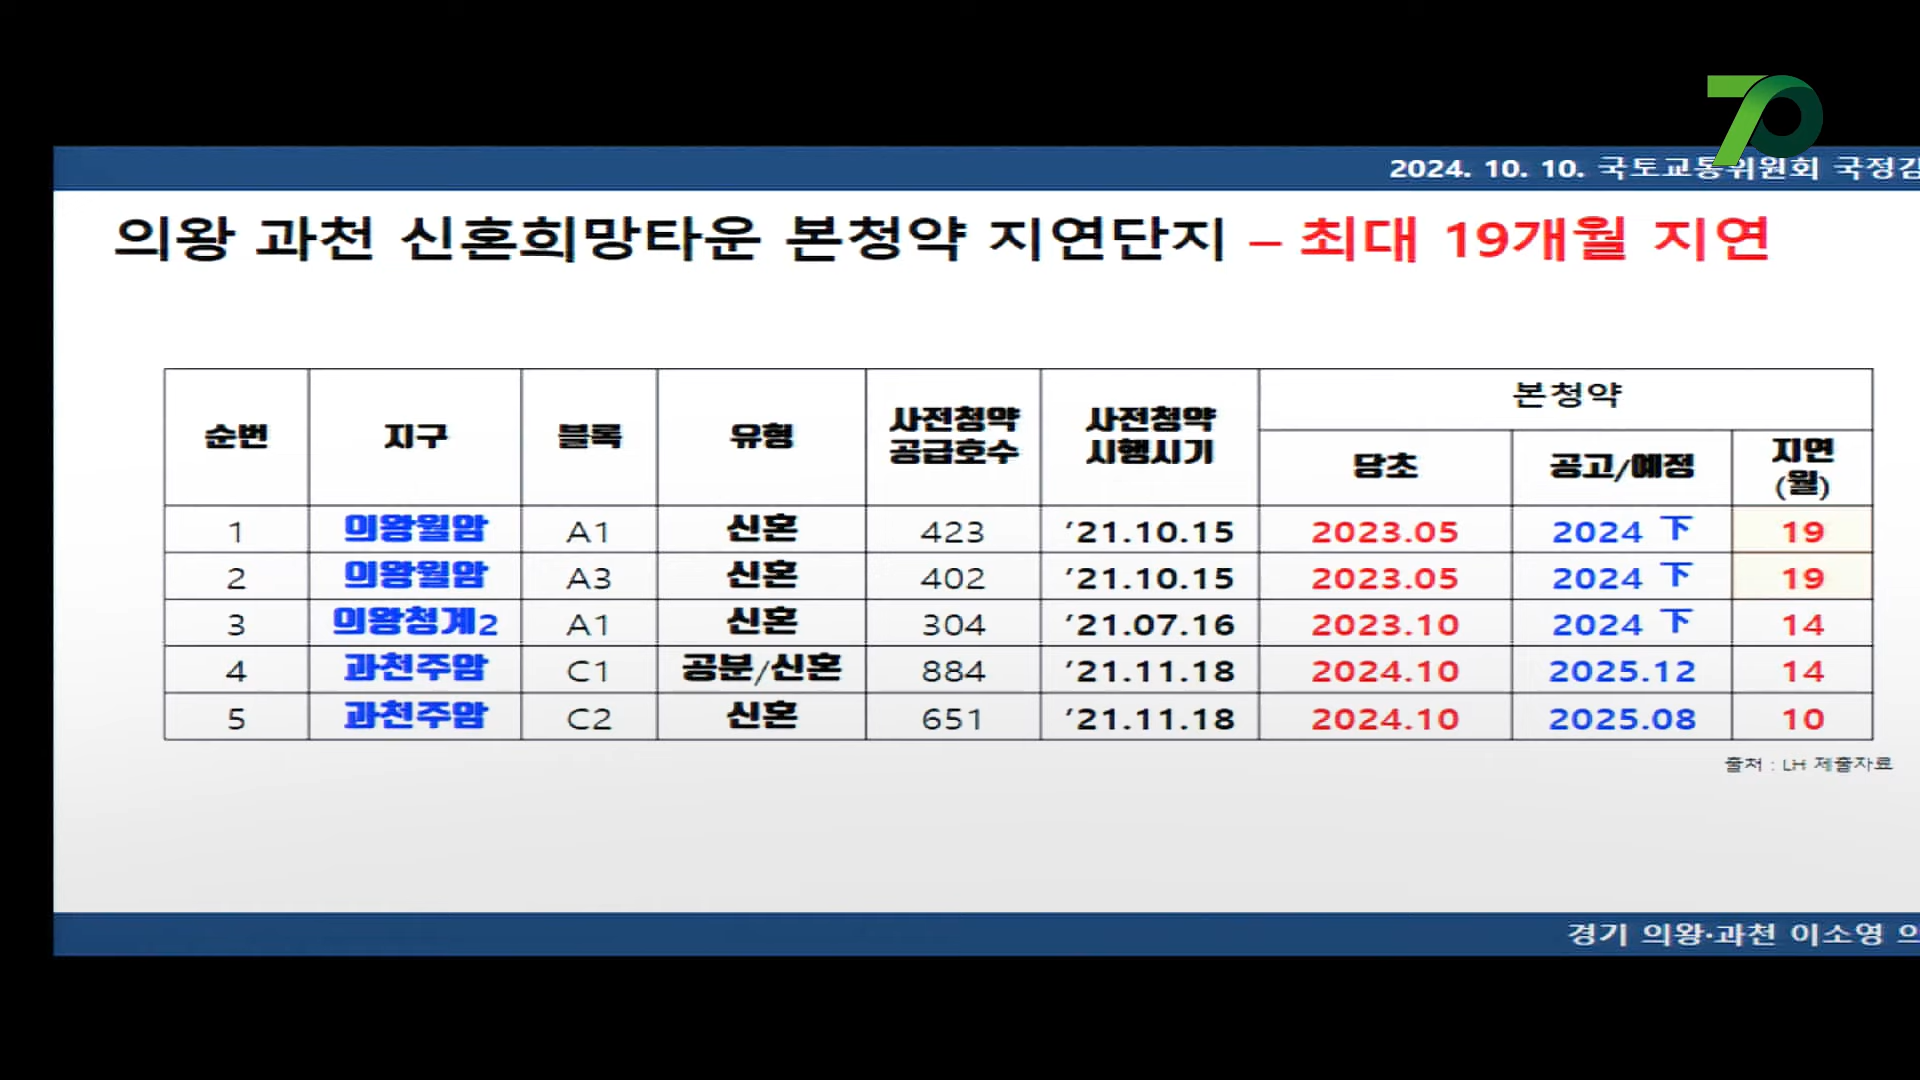 70
2024. 10. 10. 국토교통위원회 국정감
의왕 과천 신혼희망타운 본청약 지연단지 – 최대 19개월 지연
순번 지구 블록 유형 사전청약 공급호수 사전청약 시행시기 본청약
당초 공고/예정 지연 (월)
1 의왕월암 A1 신혼 423 ’21.10.15 2023.05 2024 下 19
2 의왕월암 A3 신혼 402 ’21.10.15 2023.05 2024 下 19
3 의왕청계2 A1 신혼 304 ’21.07.16 2023.10 2024 下 14
4 과천주암 C1 공분/신혼 884 ’21.11.18 2024.10 2025.12 14
5 과천주암 C2 신혼 651 ’21.11.18 2024.10 2025.08 10
출처 : LH 제출자료
경기 의왕·과천 이소영 의